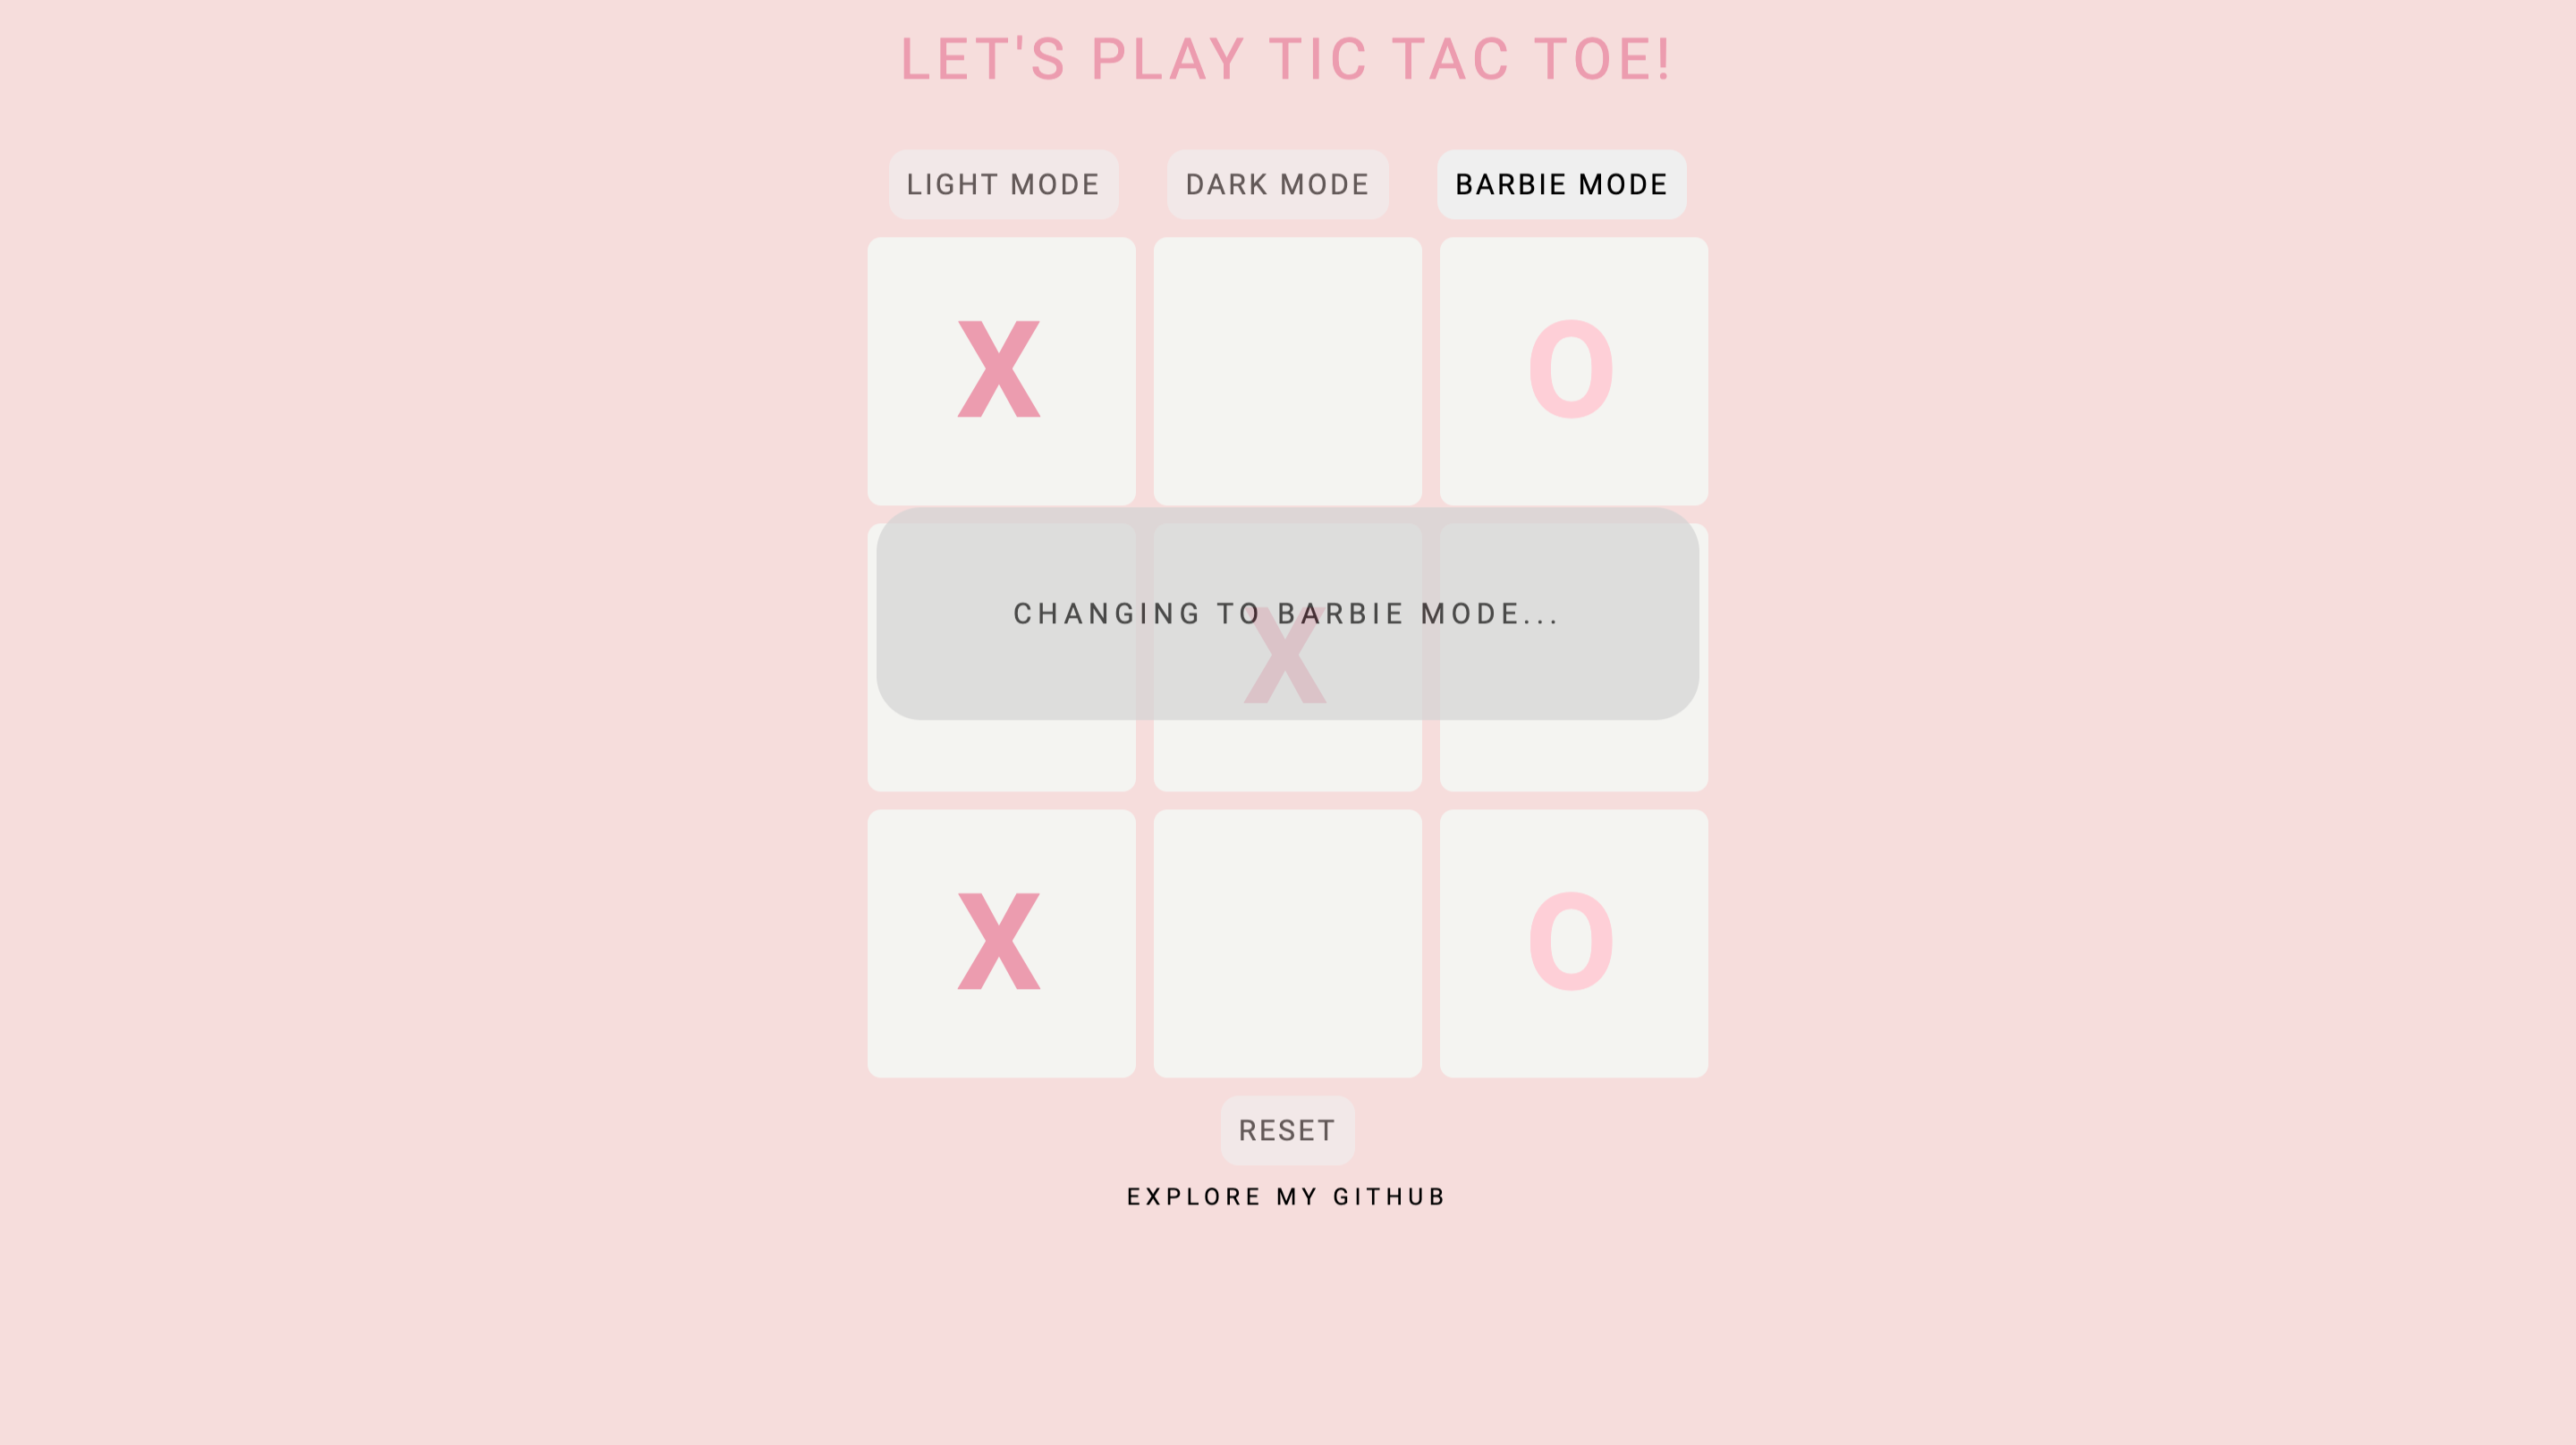 LET'S PLAY TIC TAC TOE!
LIGHT MODE DARK MODE BARBIE MODE
X O
CHANGING TO BARBIE MODE...
X
X O
RESET
EXPLORE MY GITHUB